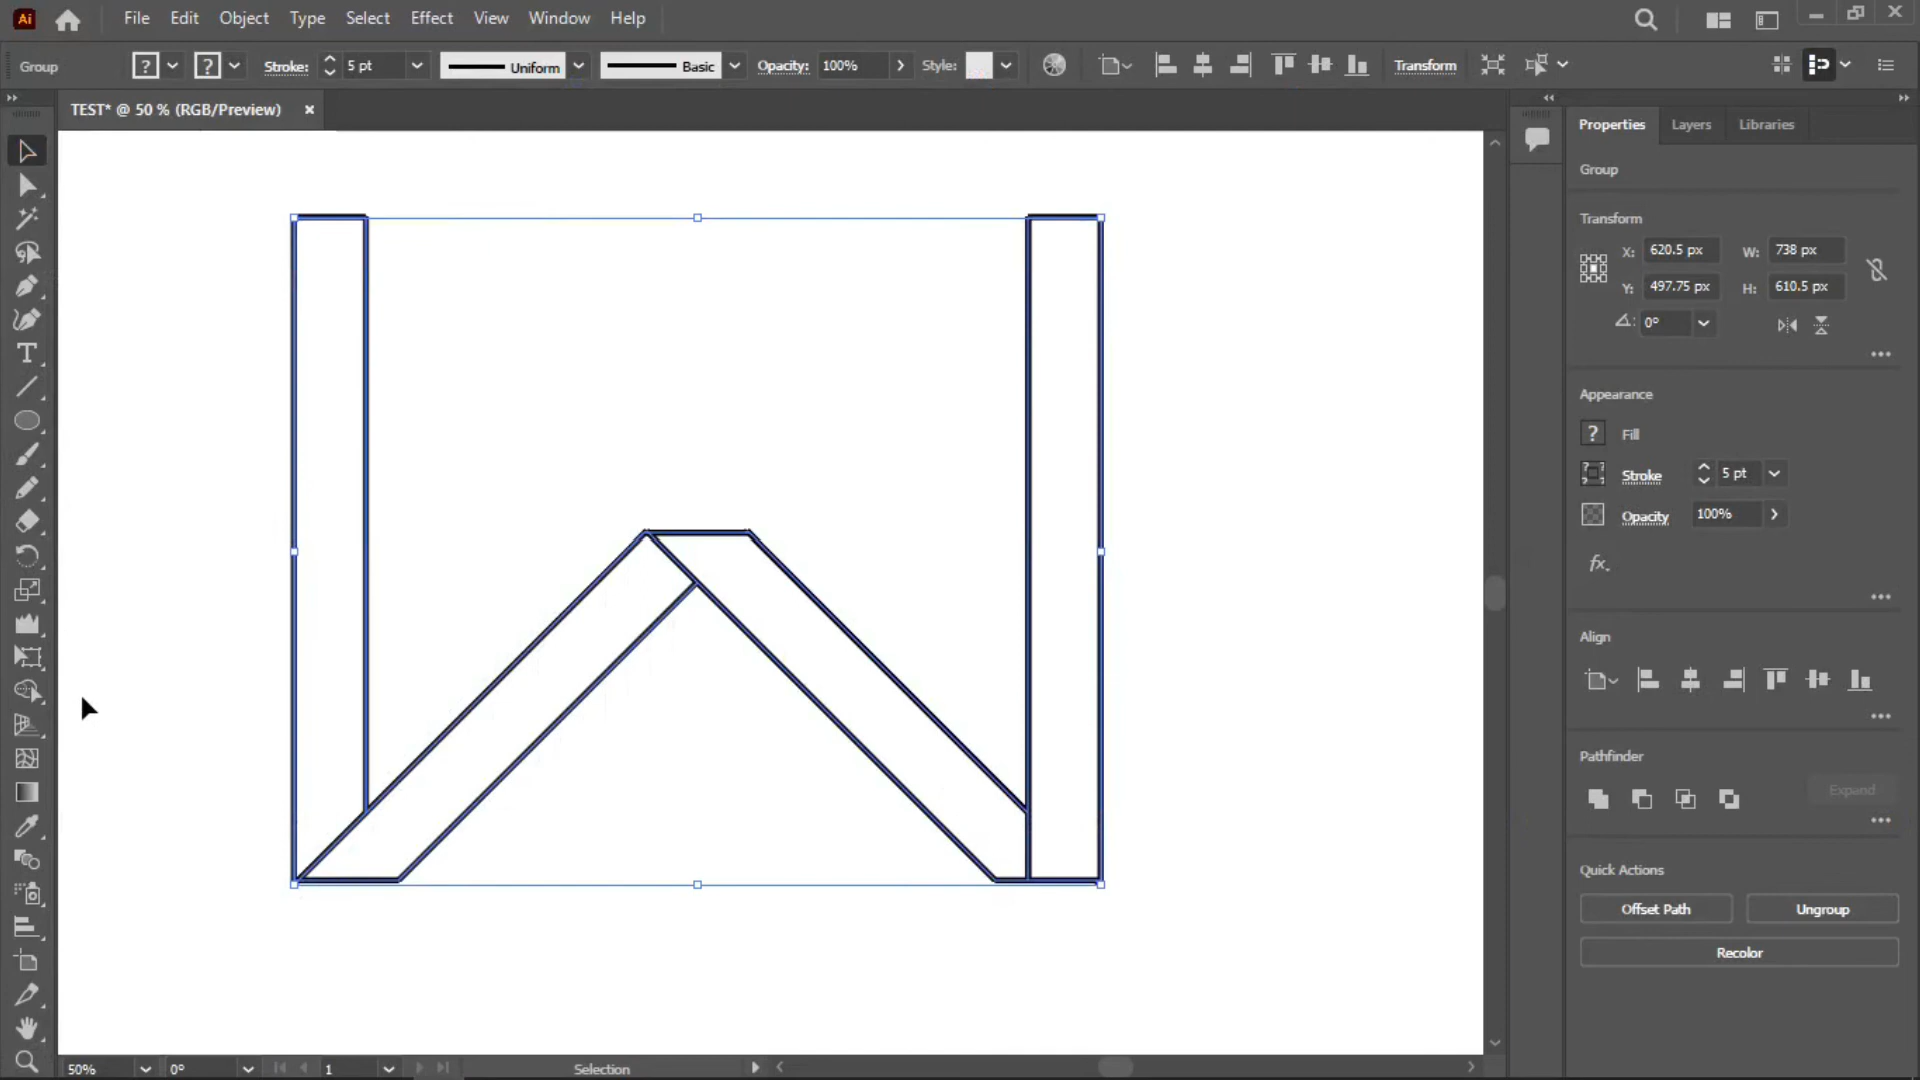 Ai File Edit Object Type Select Effect View Window Help
Group ? ? Stroke: 5 pt Uniform Basic Opacity: 100% Style: Transform
TEST* @ 50 % (RGB/Preview) ×
Properties Layers Libraries
Group
Transform
X: 620.5 px W: 738 px
Y: 497.75 px H: 610.5 px
0°
Appearance
? Fill
Stroke 5 pt
Opacity 100%
fx.
Align
Pathfinder
Expand
Quick Actions
Offset Path Ungroup
Recolor
T
50% 0° 1 Selection